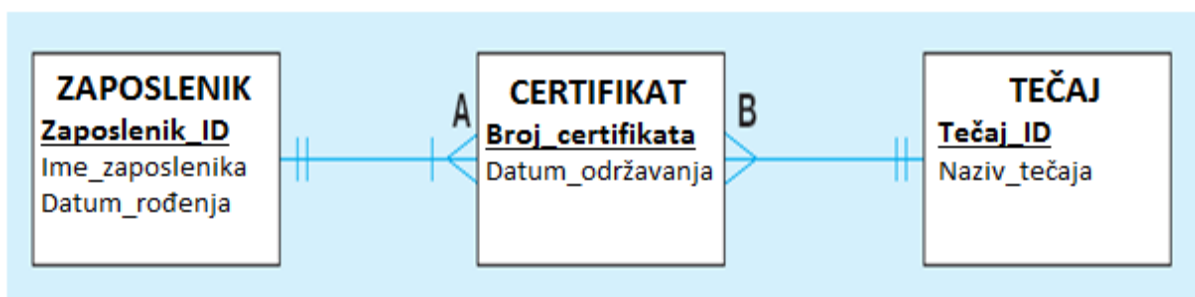 ZAPOSLENIK
Zaposlenik_ID
Ime_zaposlenika
Datum_rođenja
A
CERTIFIKAT
Broj_certifikata
Datum_održavanja
B
TEČAJ
Tečaj_ID
Naziv_tečaja